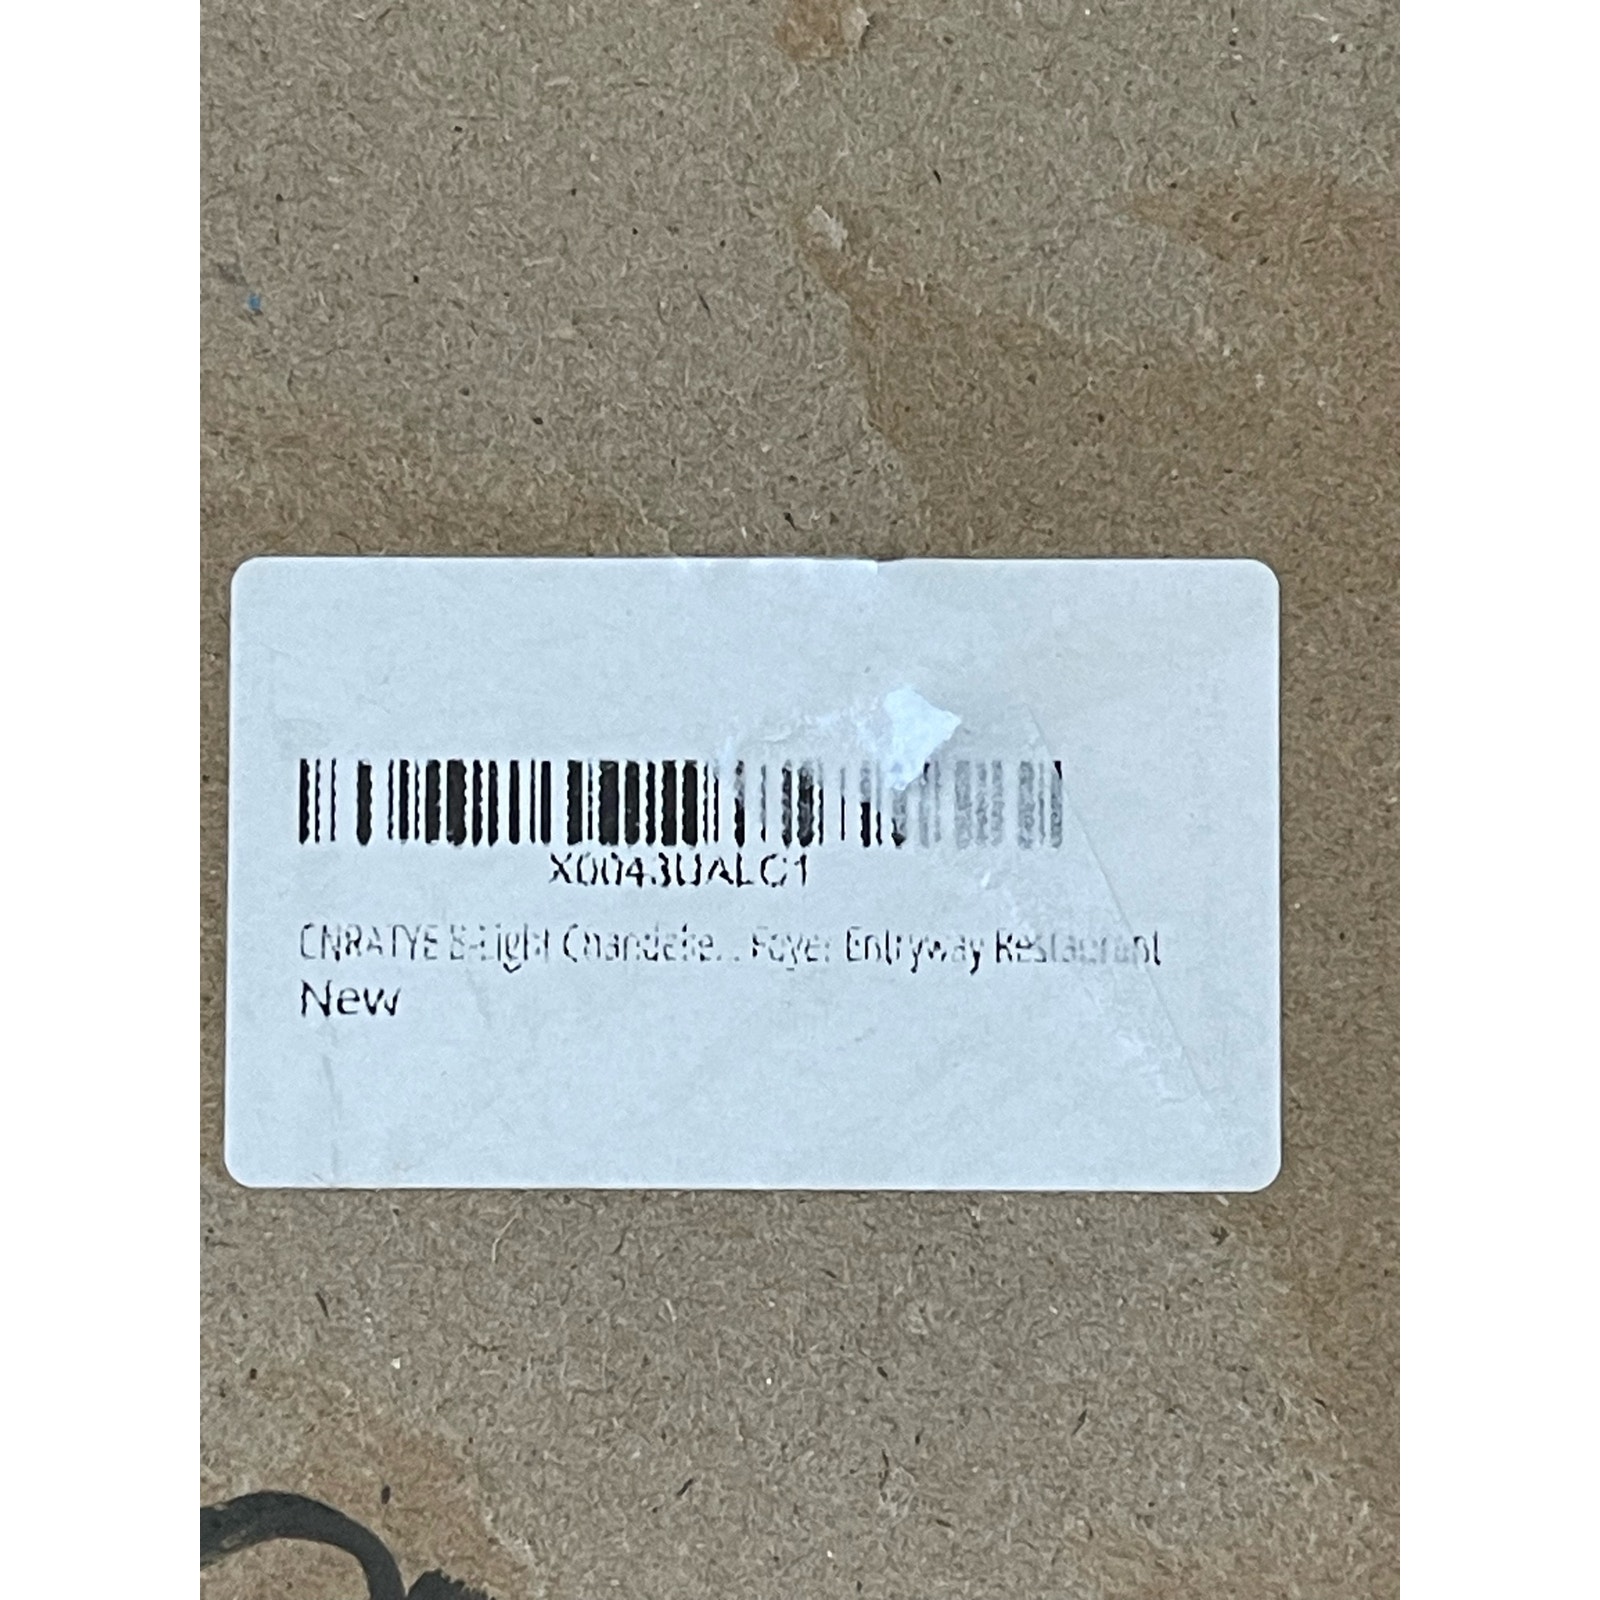 X0043UALC1
CNRATYE 8-Light Chandelie... Foyer Entryway Restaurant
New